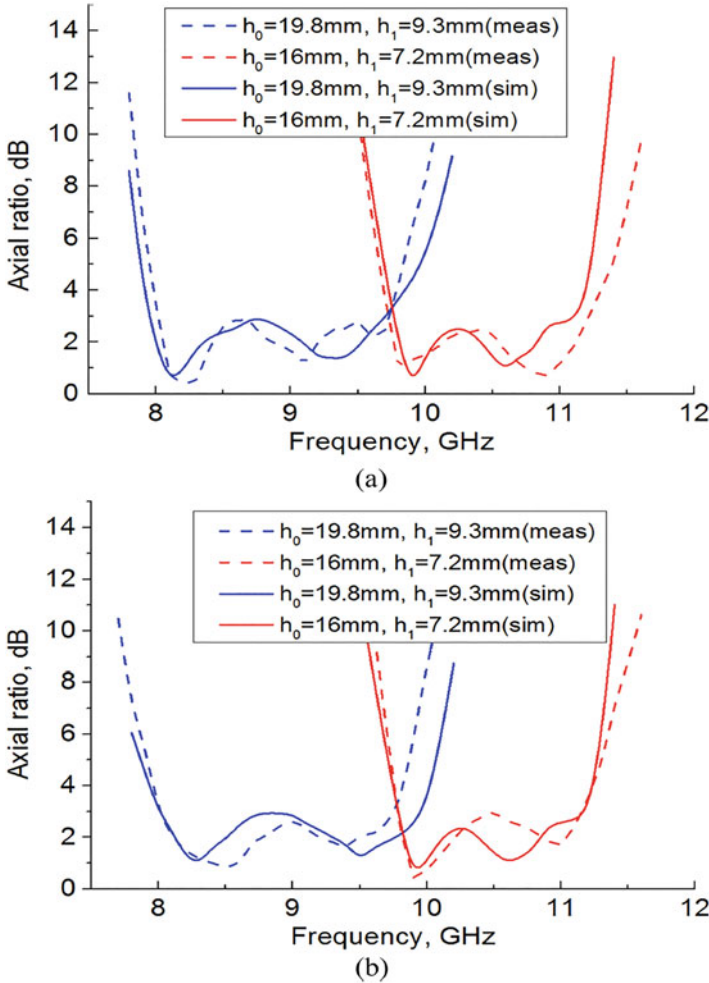 14
12
10
8
6
4
2
0
Axial ratio, dB
h0=19.8mm, h1=9.3mm(meas)
h0=16mm, h1=7.2mm(meas)
h0=19.8mm, h1=9.3mm(sim)
h0=16mm, h1=7.2mm(sim)
8 9 10 11 12
Frequency, GHz
(a)
14
12
10
8
6
4
2
0
Axial ratio, dB
h0=19.8mm, h1=9.3mm(meas)
h0=16mm, h1=7.2mm(meas)
h0=19.8mm, h1=9.3mm(sim)
h0=16mm, h1=7.2mm(sim)
8 9 10 11 12
Frequency, GHz
(b)